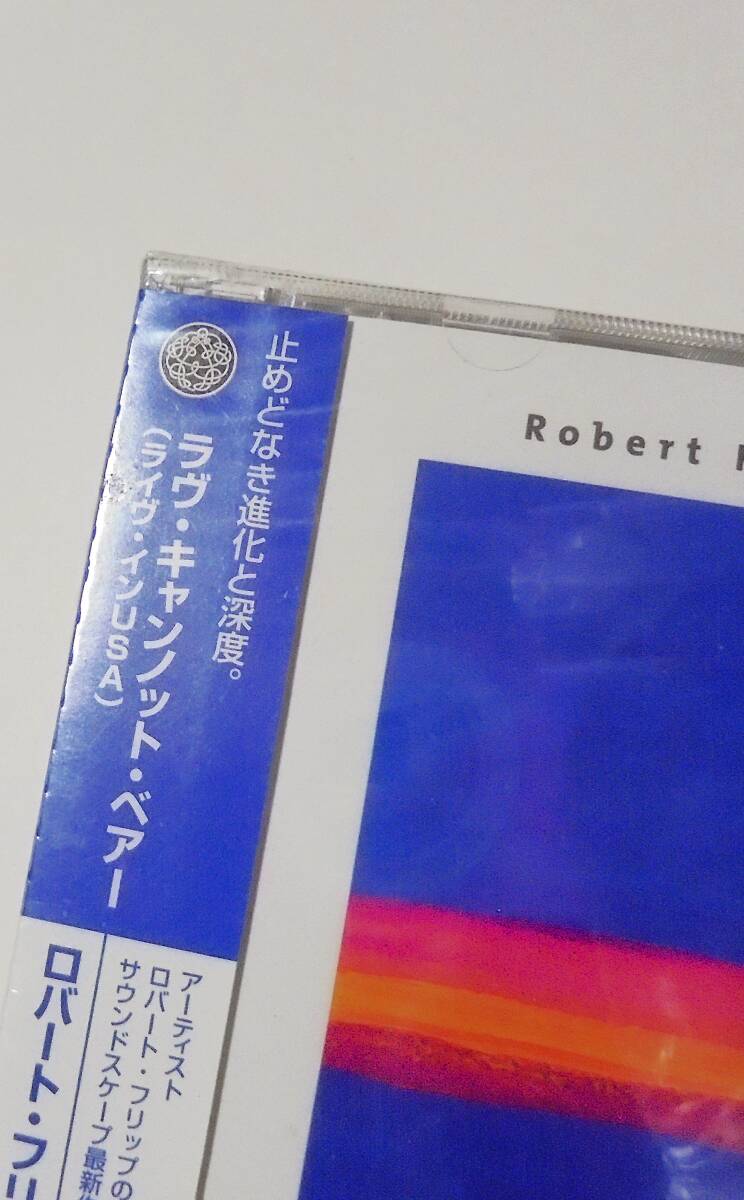 止めどなき進化と深度。
ラヴ・キャンノット・ベアー
(ライヴ・インUSA)
アーティスト
ロバート・フリップの
サウンドスケープ最新
ロバート・フリ
Robert